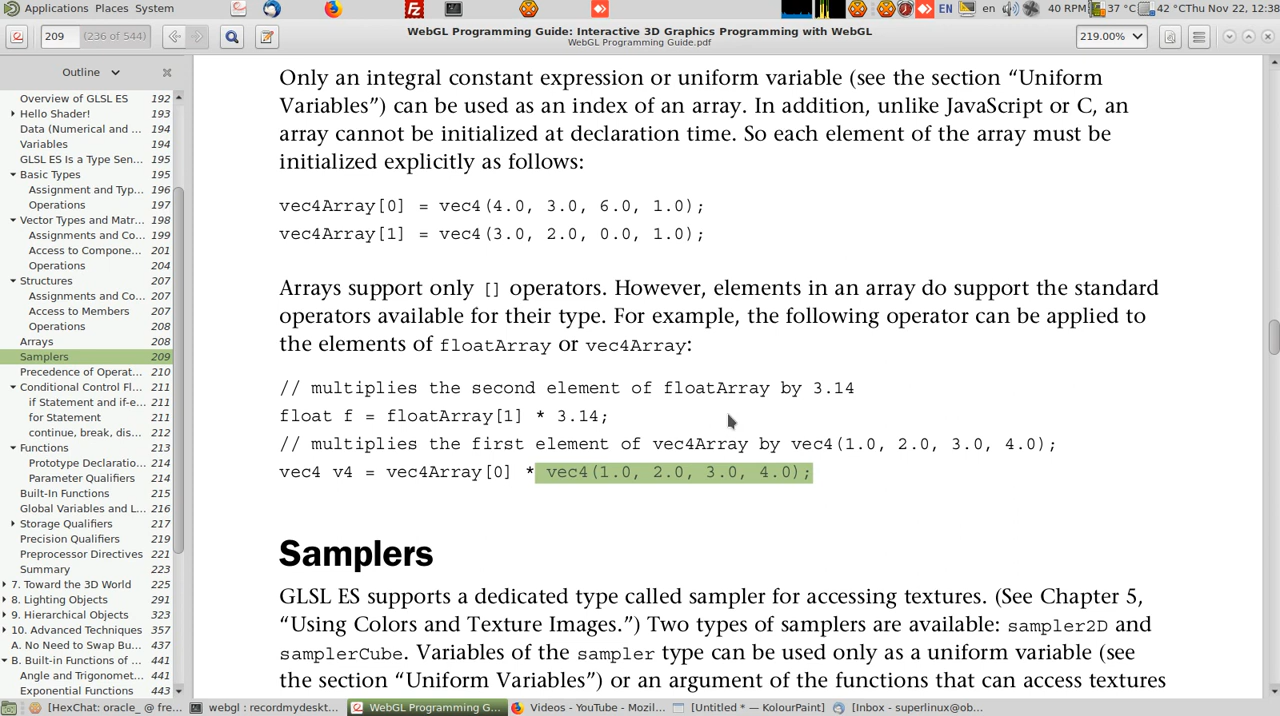 Applications Places System
EN
en
40 RPM
37 °C
42 °C
Thu Nov 22, 12:38
209
(236 of 544)
WebGL Programming Guide: Interactive 3D Graphics Programming with WebGL
WebGL Programming Guide.pdf
219.00%
Outline
Overview of GLSL ES 192
Hello Shader! 193
Data (Numerical and ... 194
Variables 194
GLSL ES Is a Type Sen... 195
Basic Types 195
Assignment and Typ... 196
Operations 197
Vector Types and Matr... 198
Assignments and Co... 199
Access to Compone... 201
Operations 204
Structures 207
Assignments and Co... 207
Access to Members 207
Operations 208
Arrays 208
Samplers 209
Precedence of Operat... 210
Conditional Control Fl... 211
if Statement and if-e... 211
for Statement 211
continue, break, dis... 212
Functions 213
Prototype Declaratio... 214
Parameter Qualifiers 214
Built-In Functions 215
Global Variables and L... 216
Storage Qualifiers 217
Precision Qualifiers 219
Preprocessor Directives 221
Summary 223
7. Toward the 3D World 225
8. Lighting Objects 291
9. Hierarchical Objects 323
10. Advanced Techniques 357
A. No Need to Swap Bu... 437
B. Built-in Functions of ... 441
Angle and Trigonomet... 441
Exponential Functions 443
Only an integral constant expression or uniform variable (see the section “Uniform
Variables”) can be used as an index of an array. In addition, unlike JavaScript or C, an
array cannot be initialized at declaration time. So each element of the array must be
initialized explicitly as follows:
vec4Array[0] = vec4(4.0, 3.0, 6.0, 1.0);
vec4Array[1] = vec4(3.0, 2.0, 0.0, 1.0);
Arrays support only [] operators. However, elements in an array do support the standard
operators available for their type. For example, the following operator can be applied to
the elements of floatArray or vec4Array:
// multiplies the second element of floatArray by 3.14
float f = floatArray[1] * 3.14;
// multiplies the first element of vec4Array by vec4(1.0, 2.0, 3.0, 4.0);
vec4 v4 = vec4Array[0] * vec4(1.0, 2.0, 3.0, 4.0);
Samplers
GLSL ES supports a dedicated type called sampler for accessing textures. (See Chapter 5,
“Using Colors and Texture Images.”) Two types of samplers are available: sampler2D and
samplerCube. Variables of the sampler type can be used only as a uniform variable (see
the section “Uniform Variables”) or an argument of the functions that can access textures
[HexChat: oracle_ @ fre...
webgl : recordmydeskt...
WebGL Programming G...
Videos - YouTube - Mozil...
[Untitled * — KolourPaint]
[Inbox - superlinux@ob...